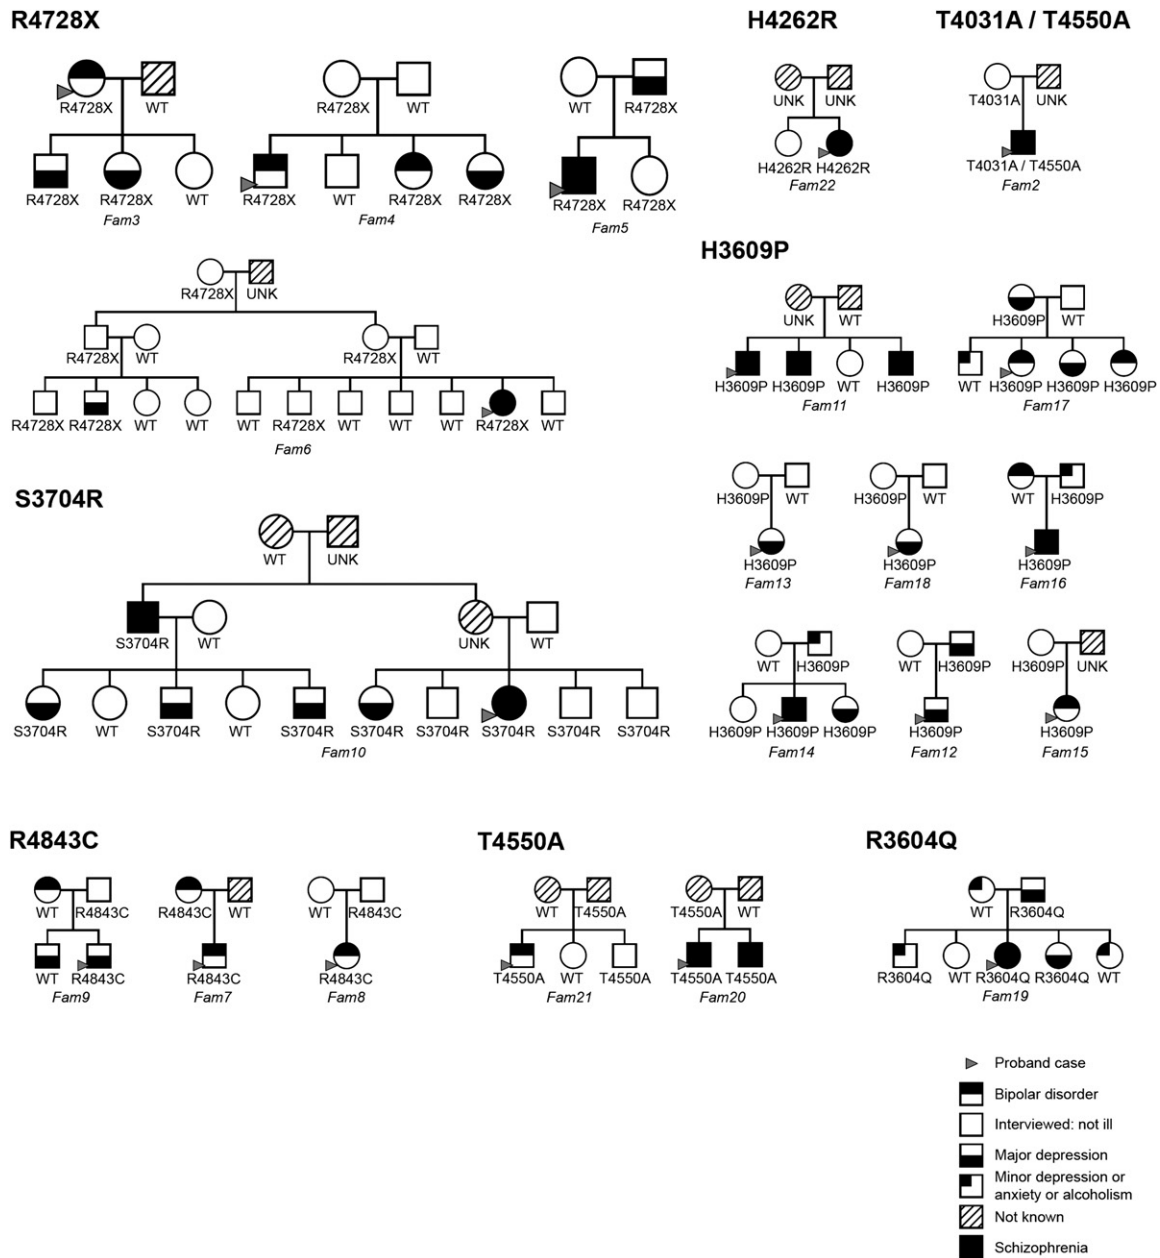 R4728X
H4262R
T4031A / T4550A
R4728X WT
R4728X WT
WT R4728X
UNK UNK
T4031A UNK
R4728X R4728X WT
R4728X WT R4728X R4728X
R4728X R4728X
H4262R H4262R
T4031A / T4550A
Fam3
Fam4
Fam5
Fam22
Fam2
R4728X UNK
R4728X WT
R4728X WT
R4728X R4728X WT WT
WT R4728X WT WT WT R4728X WT
Fam6
H3609P
UNK WT
H3609P WT
H3609P H3609P WT H3609P
WT H3609P H3609P H3609P
Fam11
Fam17
H3609P WT
H3609P WT
WT H3609P
H3609P
H3609P
H3609P
Fam13
Fam18
Fam16
WT H3609P
WT H3609P
H3609P UNK
H3609P H3609P H3609P
H3609P
H3609P
Fam14
Fam12
Fam15
S3704R
WT UNK
S3704R WT
UNK WT
S3704R WT S3704R WT S3704R S3704R S3704R S3704R S3704R S3704R
Fam10
R4843C
T4550A
R3604Q
WT R4843C
R4843C WT
WT R4843C
WT T4550A
T4550A WT
WT R3604Q
WT R4843C
R4843C
R4843C
T4550A WT T4550A
T4550A T4550A
R3604Q WT R3604Q R3604Q WT
Fam9
Fam7
Fam8
Fam21
Fam20
Fam19
Proband case
Bipolar disorder
Interviewed: not ill
Major depression
Minor depression or
anxiety or alcoholism
Not known
Schizophrenia